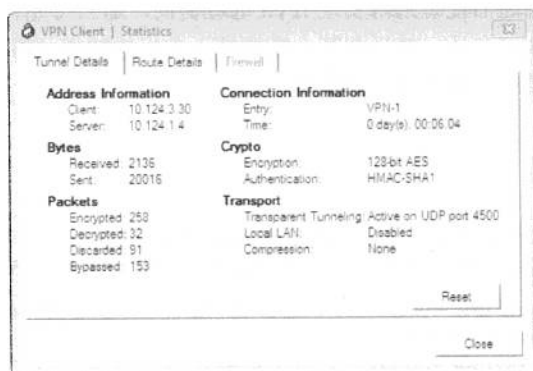 VPN Client | Statistics
Tunnel Details
Route Details
Firewall
Address Information
Client: 10.124.3.30
Server: 10.124.1.4
Bytes
Received: 2136
Sent: 20016
Packets
Encrypted: 258
Decrypted: 32
Discarded: 91
Bypassed: 153
Connection Information
Entry: VPN-1
Time: 0 day(s), 00:06.04
Crypto
Encryption: 128-bit AES
Authentication: HMAC-SHA1
Transport
Transparent Tunneling: Active on UDP port 4500
Local LAN: Disabled
Compression: None
Reset
Close